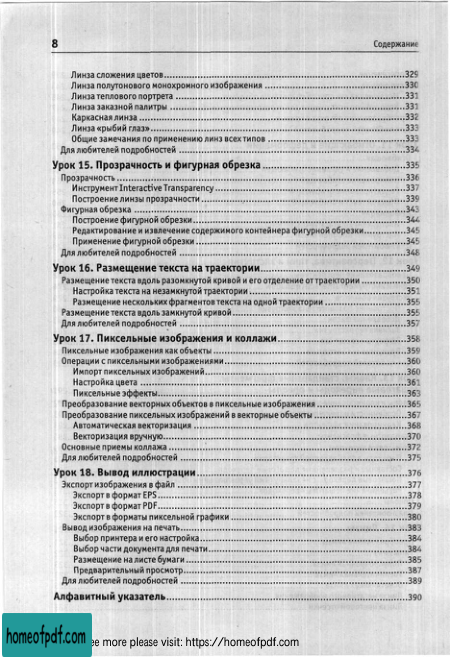 8 Содержание
Линза сложения цветов 329
Линза полутонового монохромного изображения 330
Линза теплового портрета 331
Линза заказной палитры 331
Каркасная линза 332
Линза «рыбий глаз» 333
Общие замечания по применению линз всех типов 333
Для любителей подробностей 334
Урок 15. Прозрачность и фигурная обрезка 335
Прозрачность 336
Инструмент Interactive Transparency 337
Построение линзы прозрачности 339
Фигурная обрезка 343
Построение фигурной обрезки 344
Редактирование и извлечение содержимого контейнера фигурной обрезки 345
Применение фигурной обрезки 345
Для любителей подробностей 348
Урок 16. Размещение текста на траектории 349
Размещение текста вдоль разомкнутой кривой и его отделение от траектории 350
Настройка текста на незамкнутой траектории 351
Размещение нескольких фрагментов текста на одной траектории 355
Размещение текста вдоль замкнутой кривой 355
Для любителей подробностей 357
Урок 17. Пиксельные изображения и коллажи 358
Пиксельные изображения как объекты 359
Операции с пиксельными изображениями 360
Импорт пиксельных изображений 360
Настройка цвета 361
Пиксельные эффекты 363
Преобразование векторных объектов в пиксельные изображения 365
Преобразование пиксельных изображений в векторные объекты 367
Автоматическая векторизация 368
Векторизация вручную 370
Основные приемы коллажа 372
Для любителей подробностей 375
Урок 18. Вывод иллюстрации 376
Экспорт изображения в файл 377
Экспорт в формат EPS 378
Экспорт в формат PDF 379
Экспорт в форматы пиксельной графики 380
Вывод изображения на печать 383
Выбор принтера и его настройка 384
Выбор части документа для печати 384
Размещение на листе бумаги 385
Предварительный просмотр 387
Для любителей подробностей 389
Алфавитный указатель 390
homeofpdf.com
ee more please visit: https://homeofpdf.com